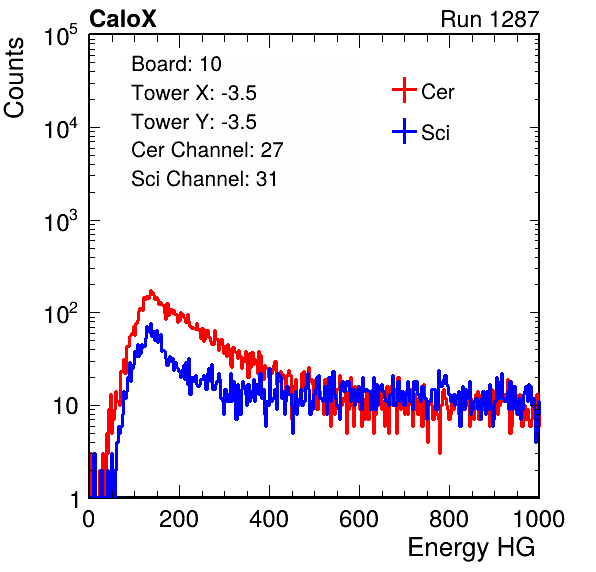 CaloX Run 1287
Counts
Board: 10
Tower X: -3.5
Tower Y: -3.5
Cer Channel: 27
Sci Channel: 31
Cer
Sci
10^5
10^4
10^3
10^2
10
1
0 200 400 600 800 1000
Energy HG